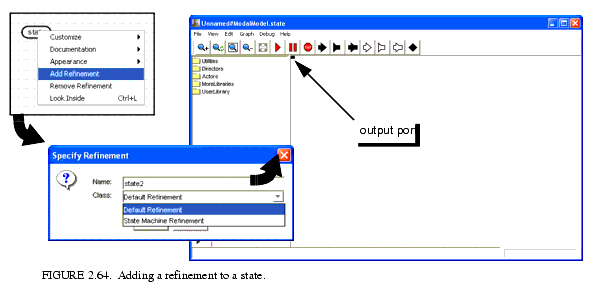 state
Customize
Documentation
Appearance
Add Refinement
Remove Refinement
Look Inside Ctrl+L
Unnamed#ModalModel.state
File View Edit Graph Debug Help
Utilities
Directors
Actors
MoreLibraries
UserLibrary
output port
Specify Refinement
Name: state2
Class: Default Refinement
Default Refinement
State Machine Refinement
FIGURE 2.64. Adding a refinement to a state.